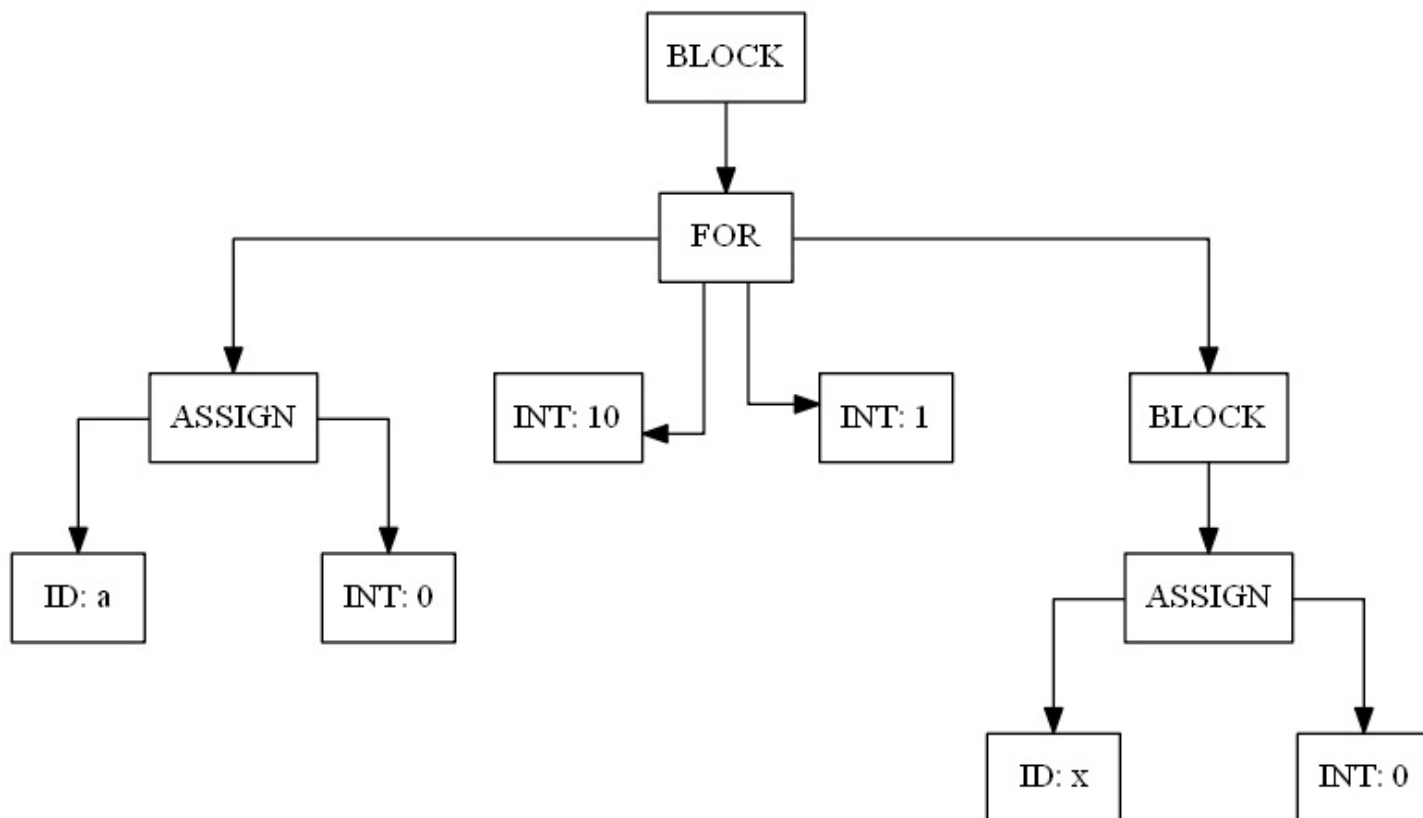 BLOCK
FOR
ASSIGN
INT: 10
INT: 1
BLOCK
ID: a
INT: 0
ASSIGN
ID: x
INT: 0